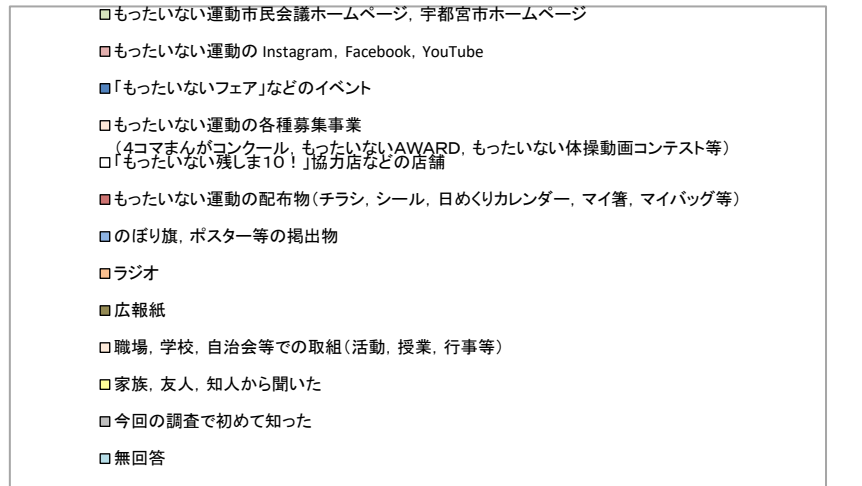 もったいない運動市民会議ホームページ，宇都宮市ホームページ
もったいない運動の Instagram，Facebook，YouTube
「もったいないフェア」などのイベント
もったいない運動の各種募集事業
（4コマまんがコンクール，もったいないAWARD，もったいない体操動画コンテスト等）
「もったいない残しま１０！」協力店などの店舗
もったいない運動の配布物（チラシ，シール，日めくりカレンダー，マイ箸，マイバッグ等）
のぼり旗，ポスター等の掲出物
ラジオ
広報紙
職場，学校，自治会等での取組（活動，授業，行事等）
家族，友人，知人から聞いた
今回の調査で初めて知った
無回答